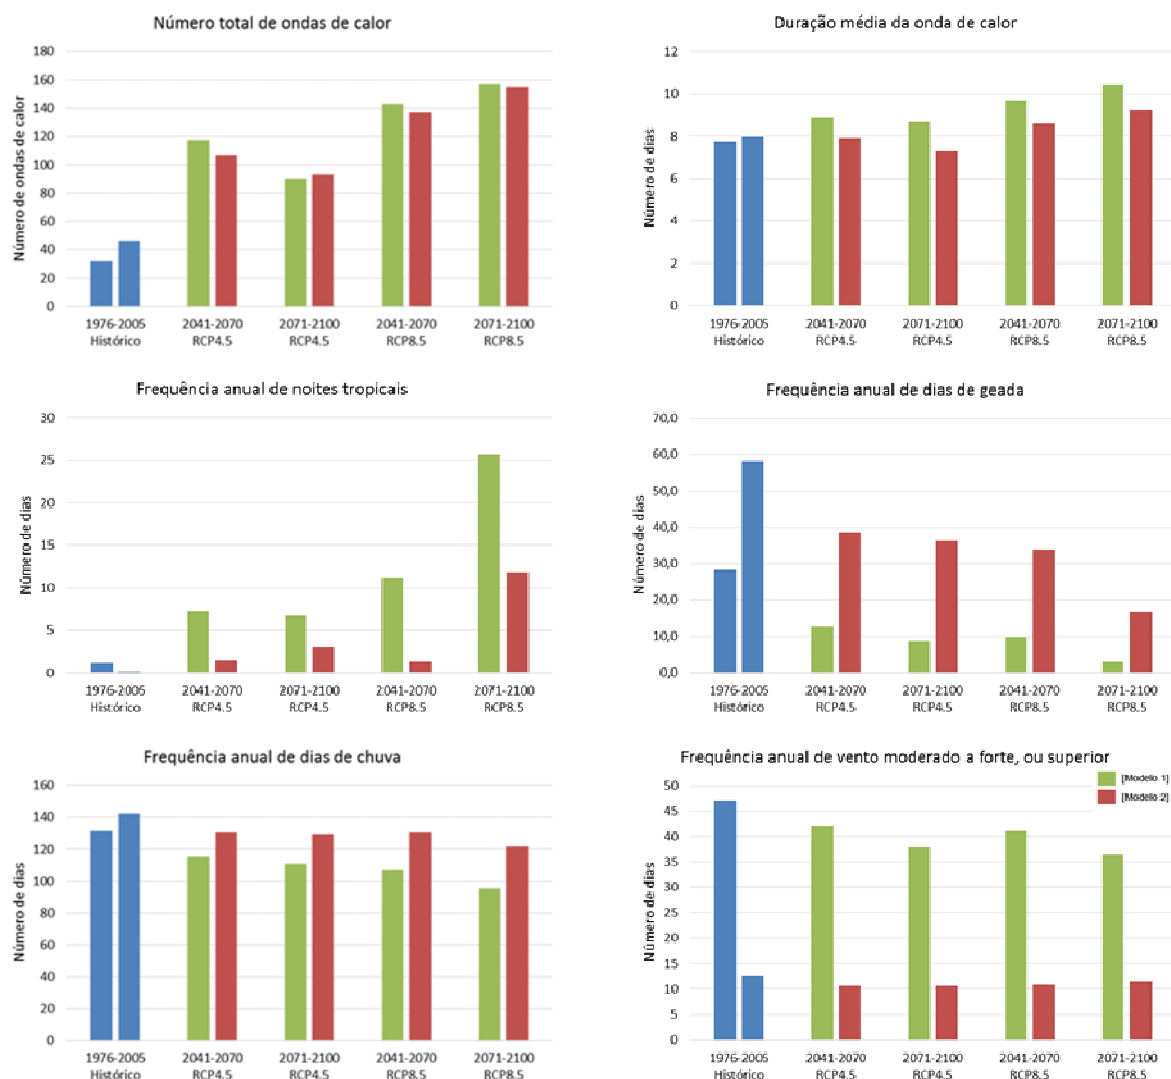 Número total de ondas de calor
Número de ondas de calor
180
160
140
120
100
80
60
40
20
0
1976-2005 2041-2070 2071-2100 2041-2070 2071-2100
Histórico RCP4.5 RCP4.5 RCP8.5 RCP8.5
Duração média da onda de calor
Número de dias
12
10
8
6
4
2
0
1976-2005 2041-2070 2071-2100 2041-2070 2071-2100
Histórico RCP4.5 RCP4.5 RCP8.5 RCP8.5
Frequência anual de noites tropicais
Número de dias
30
25
20
15
10
5
0
1976-2005 2041-2070 2071-2100 2041-2070 2071-2100
Histórico RCP4.5 RCP4.5 RCP8.5 RCP8.5
Frequência anual de dias de geada
Número de dias
70,0
60,0
50,0
40,0
30,0
20,0
10,0
0,0
1976-2005 2041-2070 2071-2100 2041-2070 2071-2100
Histórico RCP4.5 RCP4.5 RCP8.5 RCP8.5
Frequência anual de dias de chuva
Número de dias
160
140
120
100
80
60
40
20
0
1976-2005 2041-2070 2071-2100 2041-2070 2071-2100
Histórico RCP4.5 RCP4.5 RCP8.5 RCP8.5
Frequência anual de vento moderado a forte, ou superior
[Modelo 1]
[Modelo 2]
Número de dias
50
45
40
35
30
25
20
15
10
5
0
1976-2005 2041-2070 2071-2100 2041-2070 2071-2100
Histórico RCP4.5 RCP4.5 RCP8.5 RCP8.5